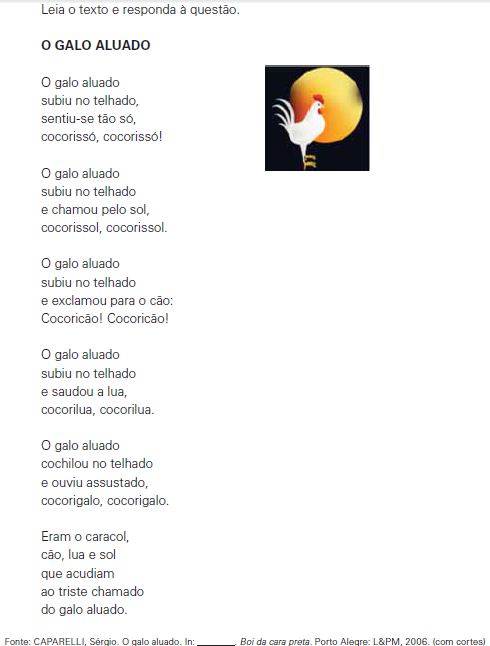 Leia o texto e responda à questão.
O GALO ALUADO
O galo aluado
subiu no telhado,
sentiu-se tão só,
cocorissó, cocorissó!
O galo aluado
subiu no telhado
e chamou pelo sol,
cocorissol, cocorissol.
O galo aluado
subiu no telhado
e exclamou para o cão:
Cocoricão! Cocoricão!
O galo aluado
subiu no telhado
e saudou a lua,
cocorilua, cocorilua.
O galo aluado
cochilou no telhado
e ouviu assustado,
cocorigalo, cocorigalo.
Eram o caracol,
cão, lua e sol
que acudiam
ao triste chamado
do galo aluado.
Fonte: CAPARELLI, Sérgio. O galo aluado. In: ________. Boi da cara preta. Porto Alegre: L&PM, 2006. (com cortes)